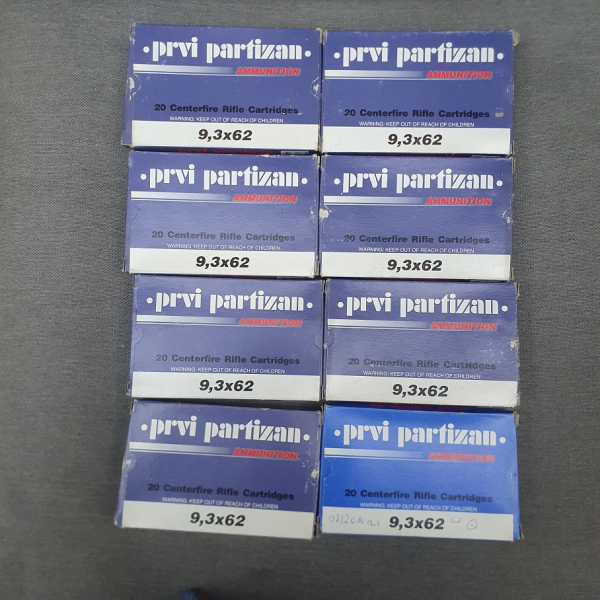 · prvi partizan ·
AMMUNITION
20 Centerfire Rifle Cartridges
WARNING: KEEP OUT OF REACH OF CHILDREN
9,3x62
· prvi partizan ·
AMMUNITION
20 Centerfire Rifle Cartridges
WARNING: KEEP OUT OF REACH OF CHILDREN
9,3x62
· prvi partizan ·
AMMUNITION
20 Centerfire Rifle Cartridges
WARNING: KEEP OUT OF REACH OF CHILDREN
9,3x62
· prvi partizan ·
AMMUNITION
20 Centerfire Rifle Cartridges
WARNING: KEEP OUT OF REACH OF CHILDREN
9,3x62
· prvi partizan ·
AMMUNITION
20 Centerfire Rifle Cartridges
WARNING: KEEP OUT OF REACH OF CHILDREN
9,3x62
· prvi partizan ·
AMMUNITION
20 Centerfire Rifle Cartridges
WARNING: KEEP OUT OF REACH OF CHILDREN
9,3x62
· prvi partizan ·
AMMUNITION
20 Centerfire Rifle Cartridges
WARNING: KEEP OUT OF REACH OF CHILDREN
9,3x62
· prvi partizan ·
AMMUNITION
20 Centerfire Rifle Cartridges
WARNING: KEEP OUT OF REACH OF CHILDREN
9,3x62